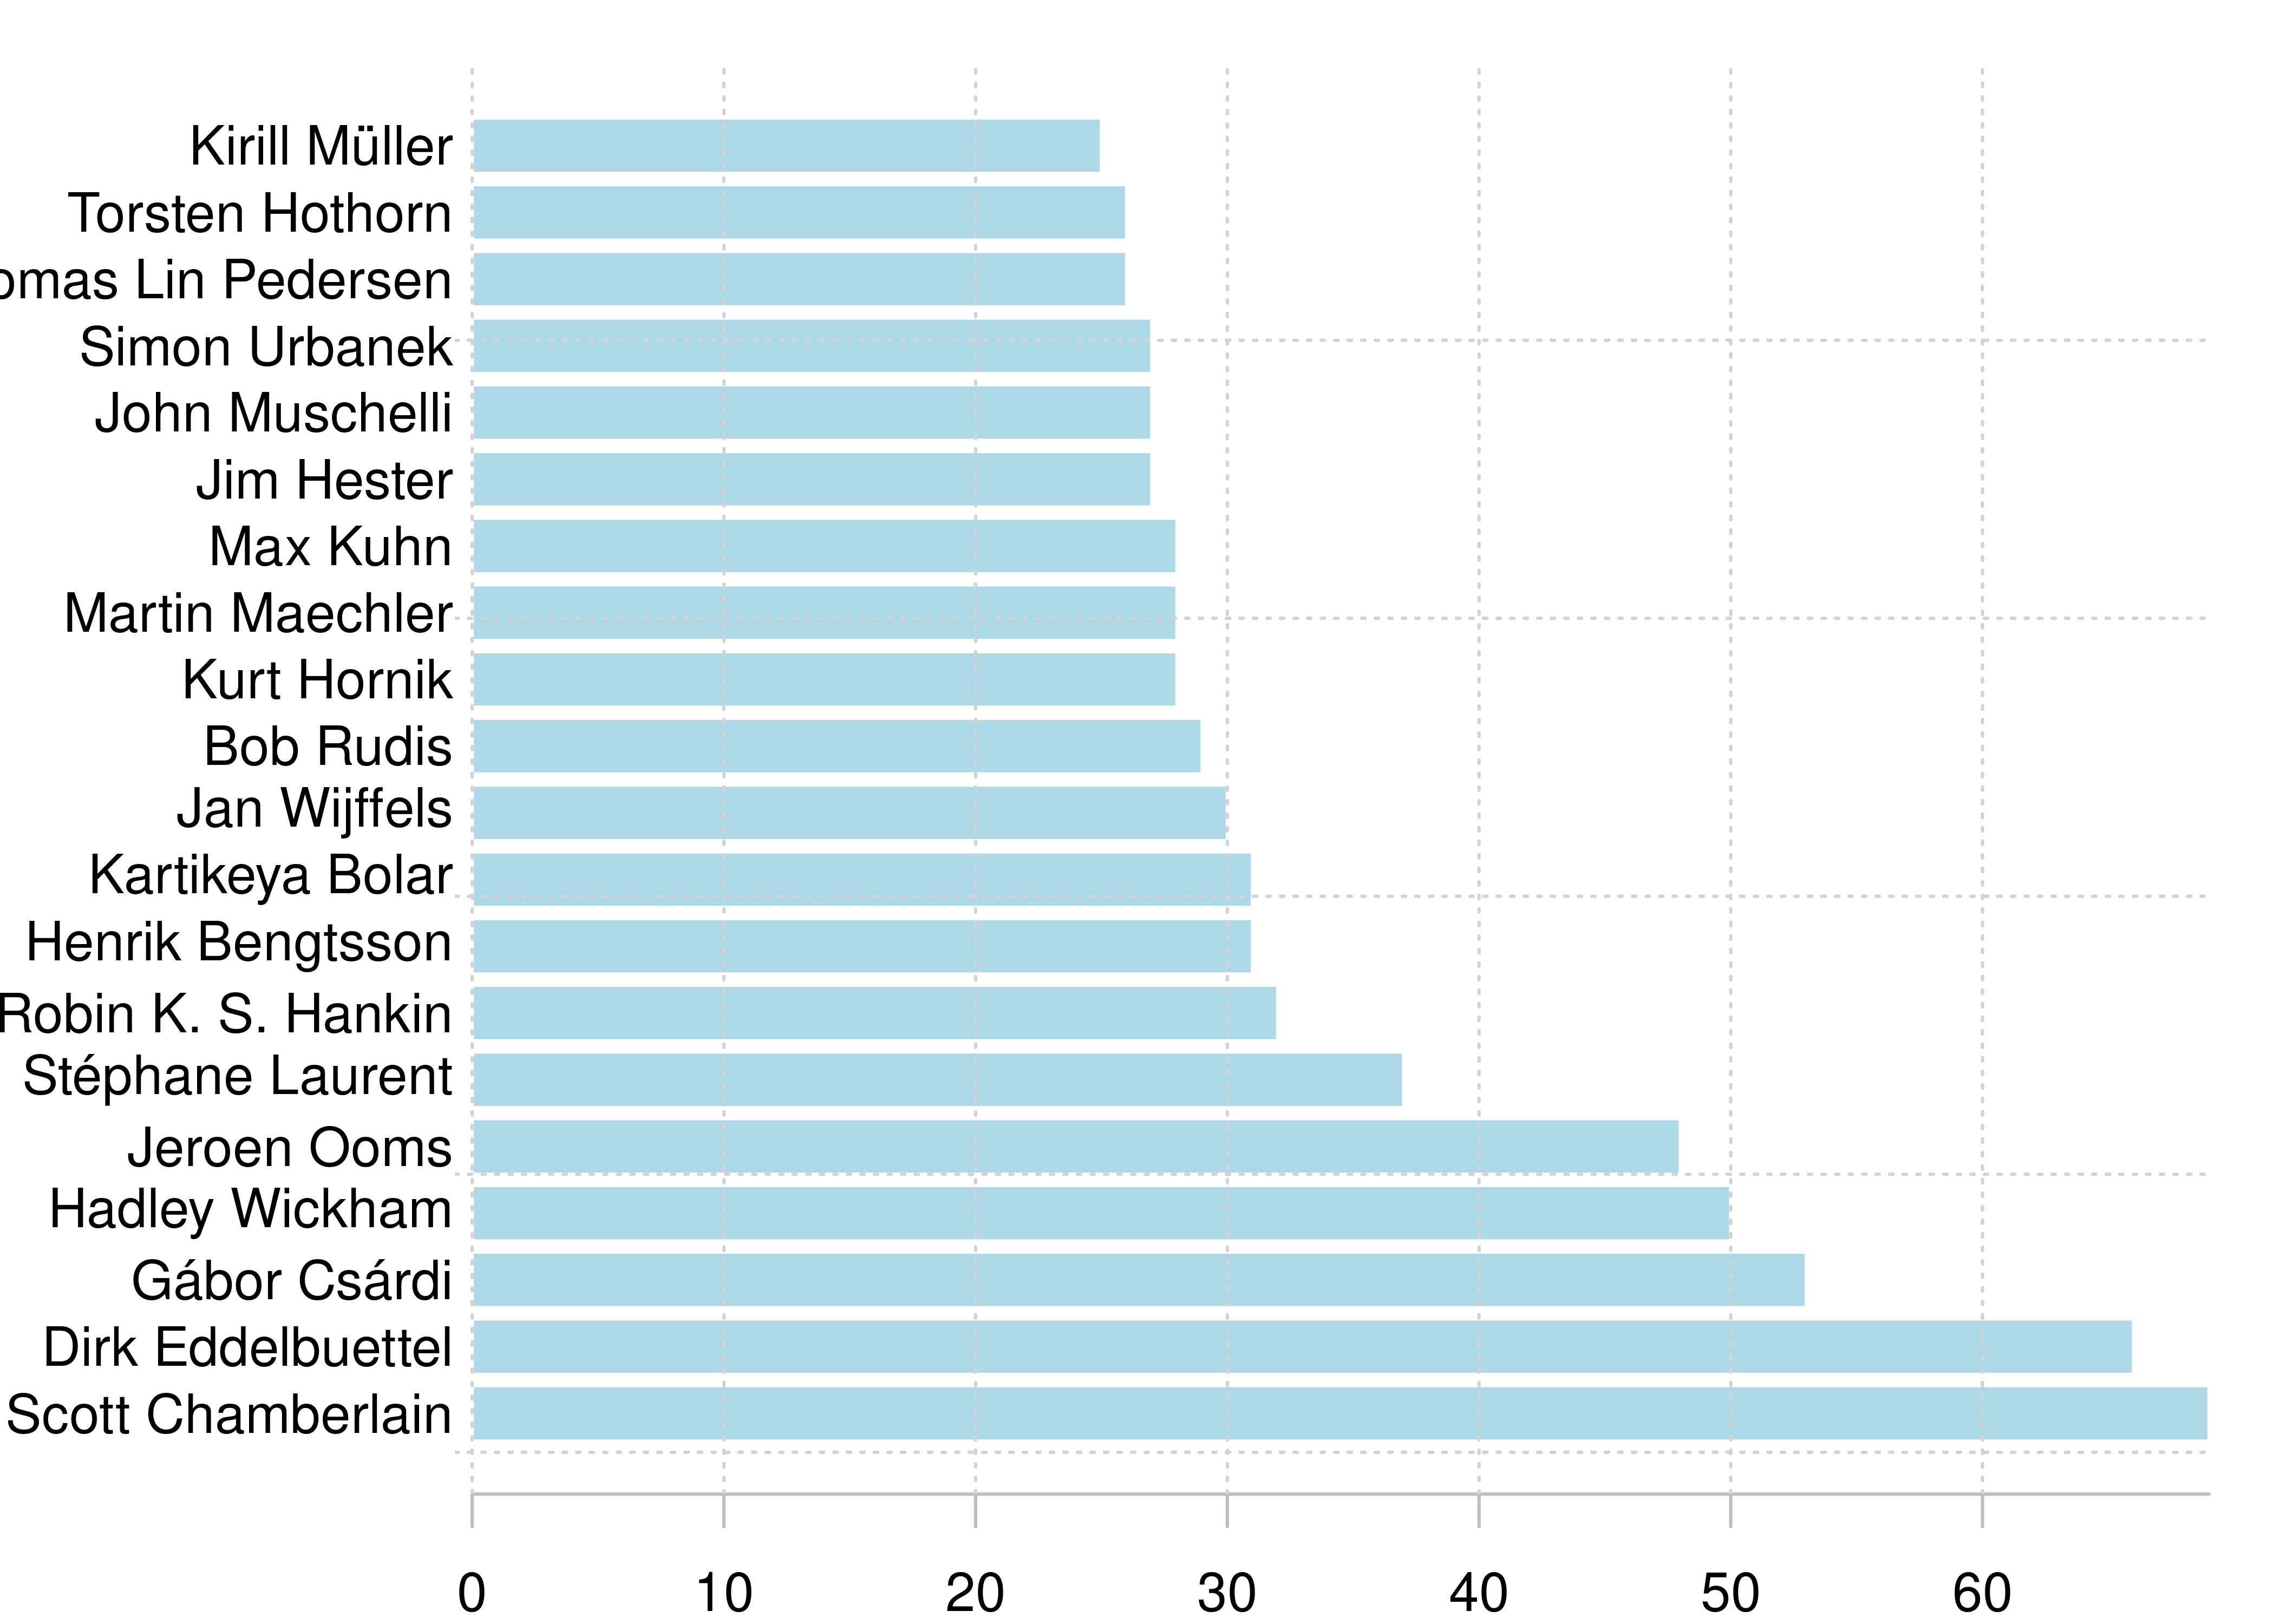 Kirill Müller
Torsten Hothorn
omas Lin Pedersen
Simon Urbanek
John Muschelli
Jim Hester
Max Kuhn
Martin Maechler
Kurt Hornik
Bob Rudis
Jan Wijffels
Kartikeya Bolar
Henrik Bengtsson
Robin K. S. Hankin
Stéphane Laurent
Jeroen Ooms
Hadley Wickham
Gábor Csárdi
Dirk Eddelbuettel
Scott Chamberlain
0 10 20 30 40 50 60